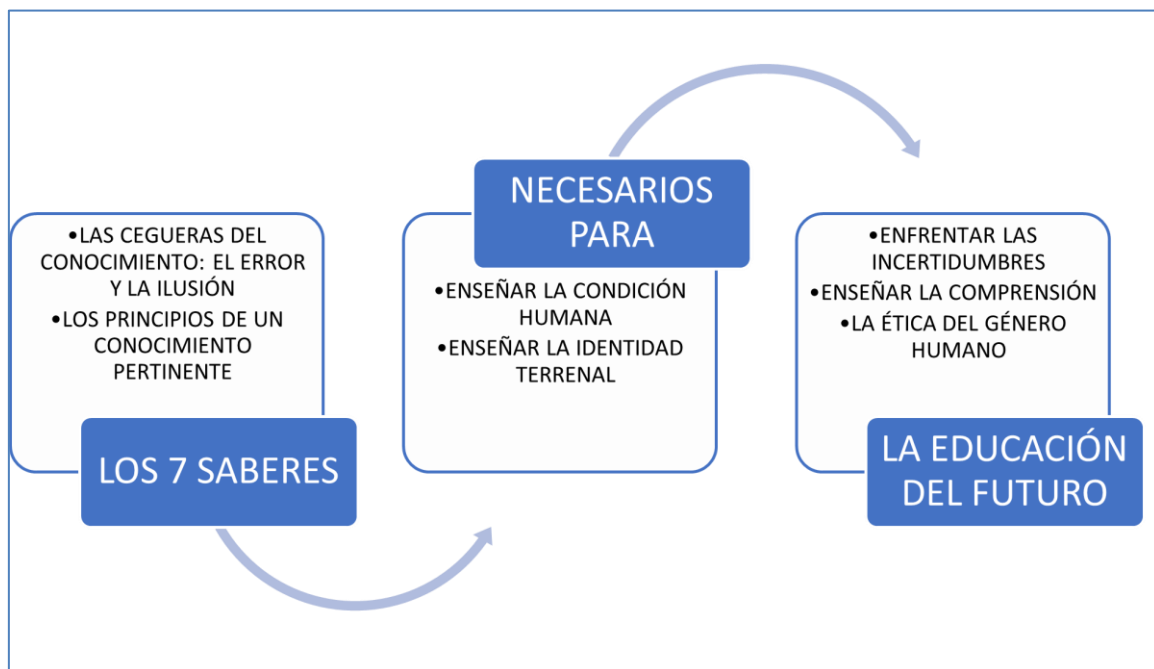 •LAS CEGUERAS DEL
CONOCIMIENTO: EL ERROR
Y LA ILUSIÓN
•LOS PRINCIPIOS DE UN
CONOCIMIENTO
PERTINENTE
LOS 7 SABERES
NECESARIOS
PARA
•ENSEÑAR LA CONDICIÓN
HUMANA
•ENSEÑAR LA IDENTIDAD
TERRENAL
•ENFRENTAR LAS
INCERTIDUMBRES
•ENSEÑAR LA COMPRENSIÓN
•LA ÉTICA DEL GÉNERO
HUMANO
LA EDUCACIÓN
DEL FUTURO